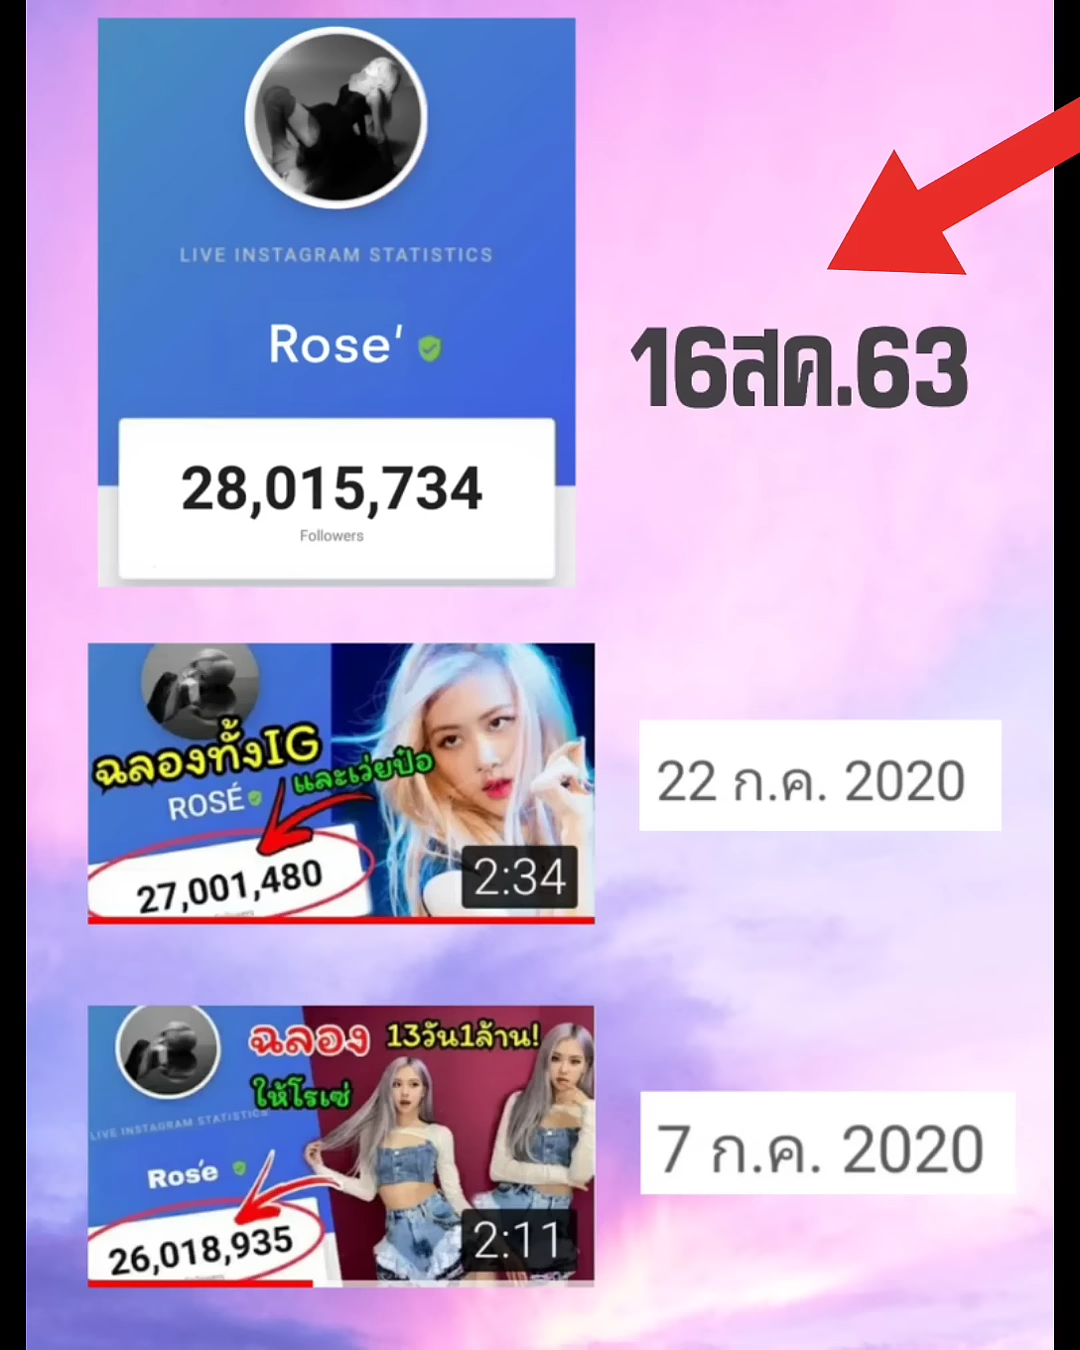 LIVE INSTAGRAM STATISTICS
Rose'
28,015,734
Followers
16สค.63
ฉลองทั้งIG
และเว่ยป๋อ
ROSÉ
27,001,480
2:34
22 ก.ค. 2020
ฉลอง 13วัน1ล้าน!
ให้โรเซ่
LIVE INSTAGRAM STATISTICS
Rosé
26,018,935
2:11
7 ก.ค. 2020